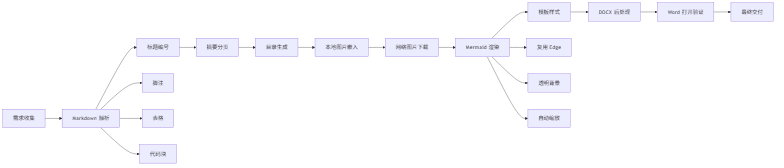 需求收集
Markdown 解析
标题编号
脚注
表格
代码块
摘要分页
目录生成
本地图片嵌入
网络图片下载
Mermaid 渲染
模板样式
复用 Edge
透明背景
自动缩放
DOCX 后处理
Word 打开验证
最终交付